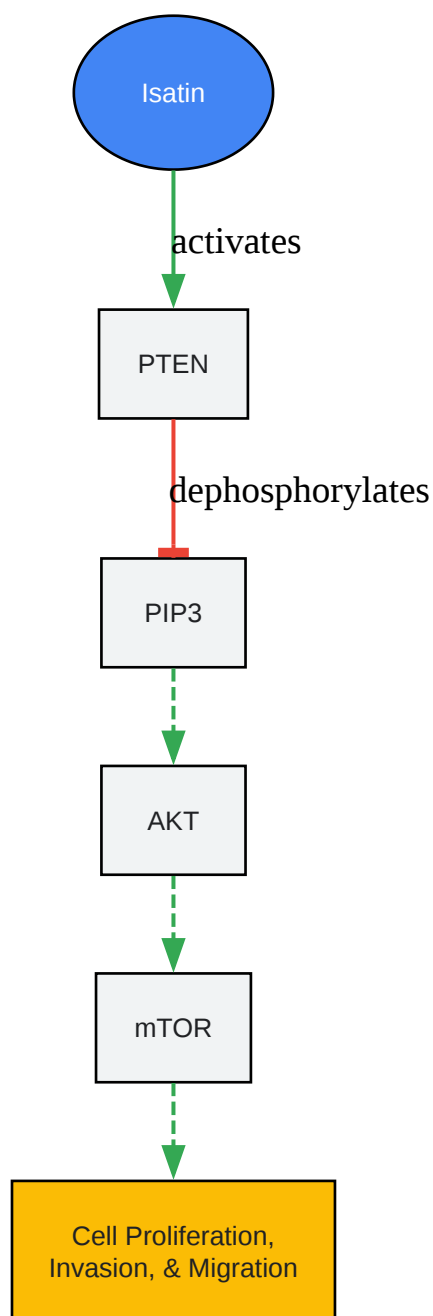 Isatin
activates
PTEN
dephosphorylates
PIP3
AKT
mTOR
Cell Proliferation,
Invasion, & Migration